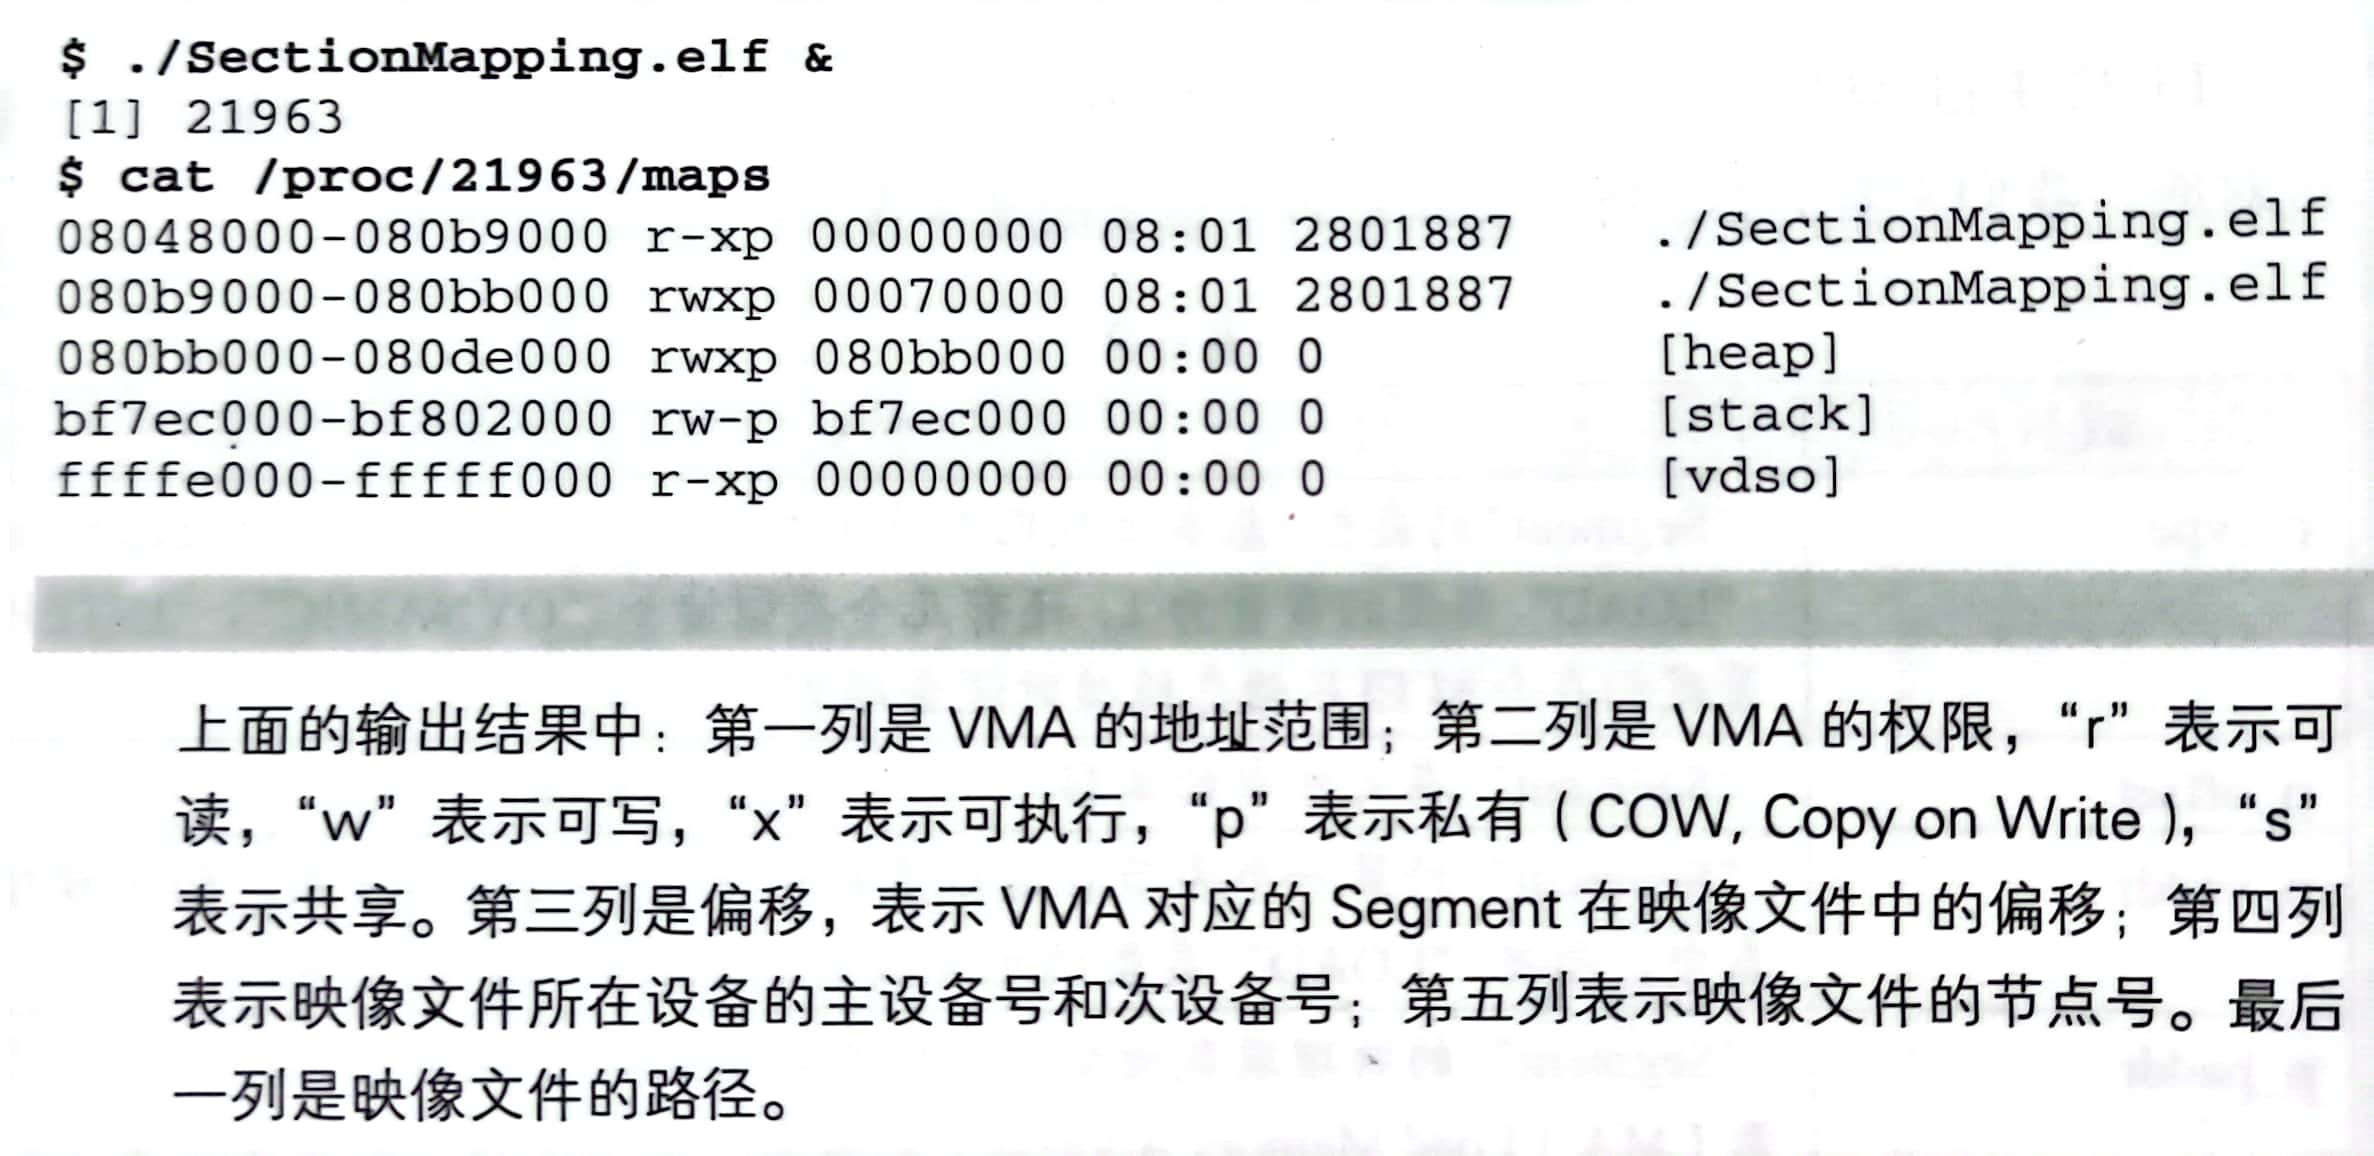 $ ./SectionMapping.elf &
[1] 21963
$ cat /proc/21963/maps
08048000-080b9000 r-xp 00000000 08:01 2801887 ./SectionMapping.elf
080b9000-080bb000 rwxp 00070000 08:01 2801887 ./SectionMapping.elf
080bb000-080de000 rwxp 080bb000 00:00 0 [heap]
bf7ec000-bf802000 rw-p bf7ec000 00:00 0 [stack]
ffffe000-fffff000 r-xp 00000000 00:00 0 [vdso]
上面的输出结果中：第一列是 VMA 的地址范围；第二列是 VMA 的权限，“r”表示可
读，“w”表示可写，“x”表示可执行，“p”表示私有（COW, Copy on Write），“s”
表示共享。第三列是偏移，表示 VMA 对应的 Segment 在映像文件中的偏移；第四列
表示映像文件所在设备的主设备号和次设备号；第五列表示映像文件的节点号。最后
一列是映像文件的路径。